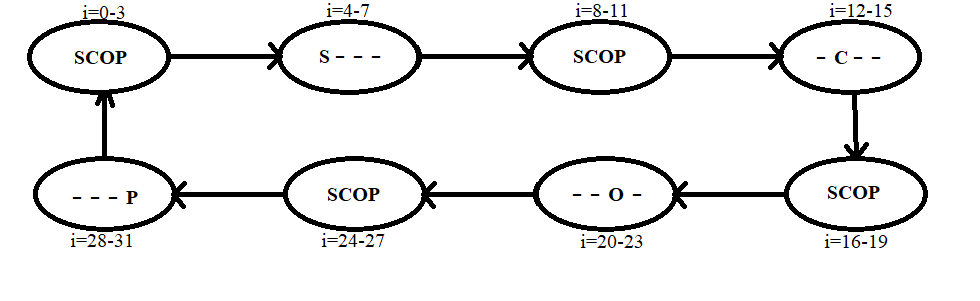 i=0-3 i=4-7 i=8-11 i=12-15
SCOP S - - - SCOP - C - -
- - - P SCOP - - O - SCOP
i=28-31 i=24-27 i=20-23 i=16-19